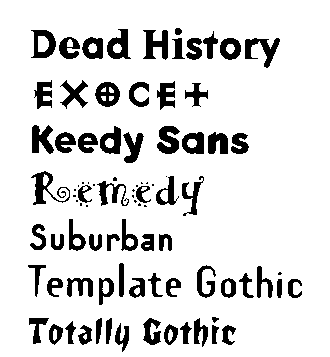 Dead History
EXOCET
Keedy Sans
Remedy
Suburban
Template Gothic
Totally Gothic